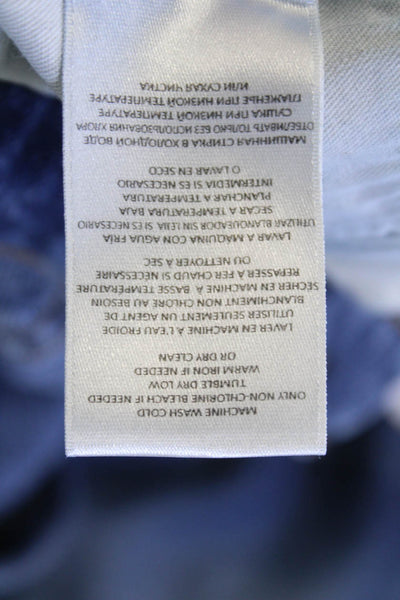 MACHINE WASH COLD
ONLY NON-CHLORINE BLEACH IF NEEDED
TUMBLE DRY LOW
WARM IRON IF NEEDED
OR DRY CLEAN
LAVER EN MACHINE À L'EAU FROIDE
UTILISER SEULEMENT UN AGENT DE
BLANCHIMENT NON CHLORE AU BESOIN
SECHER EN MACHINE À BASSE TEMPÉRATURE
REPASSER A FER CHAUD SI NÉCESSAIRE
OU NETTOYER A SEC
LAVAR A MAQUINA CON AGUA FRÍA
UTILIZAR BLANQUEADOR SIN LEJIA SI ES NECESARIO
SECAR A TEMPERATURA BAJA
PLANCHAR A TEMPERATURA
INTERMEDIA SI ES NECESARIO
O LAVAR EN SECO
МАШИННАЯ СТИРКА В ХОЛОДНОЙ ВОДЕ
ОТБЕЛИВАТЬ ТОЛЬКО БЕЗ ИСПОЛЬЗОВАНИЯ ХЛОРА
СУШКА ПРИ НИЗКОЙ ТЕМПЕРАТУРЕ
ГЛАЖЕНЬЕ ПРИ НИЗКОЙ ТЕМПЕРАТУРЕ
ИЛИ СУХАЯ ЧИСТКА